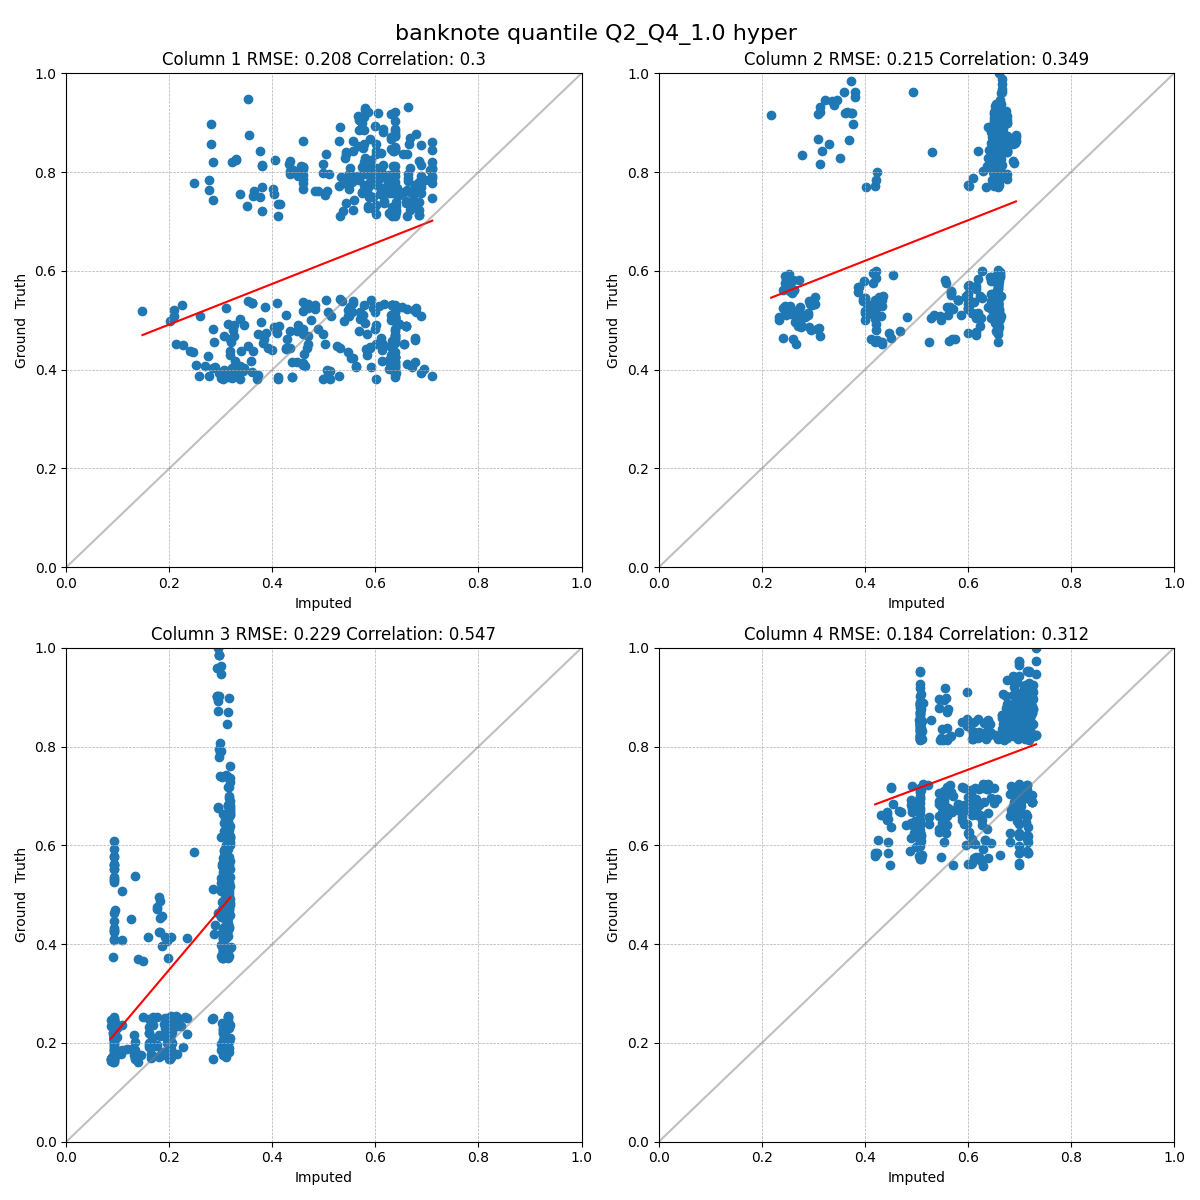 banknote quantile Q2_Q4_1.0 hyper
Column 1 RMSE: 0.208 Correlation: 0.3
1.0
0.8
0.6
0.4
0.2
0.0
Ground Truth
0.0 0.2 0.4 0.6 0.8 1.0
Imputed
Column 2 RMSE: 0.215 Correlation: 0.349
1.0
0.8
0.6
0.4
0.2
0.0
Ground Truth
0.0 0.2 0.4 0.6 0.8 1.0
Imputed
Column 3 RMSE: 0.229 Correlation: 0.547
1.0
0.8
0.6
0.4
0.2
0.0
Ground Truth
0.0 0.2 0.4 0.6 0.8 1.0
Imputed
Column 4 RMSE: 0.184 Correlation: 0.312
1.0
0.8
0.6
0.4
0.2
0.0
Ground Truth
0.0 0.2 0.4 0.6 0.8 1.0
Imputed